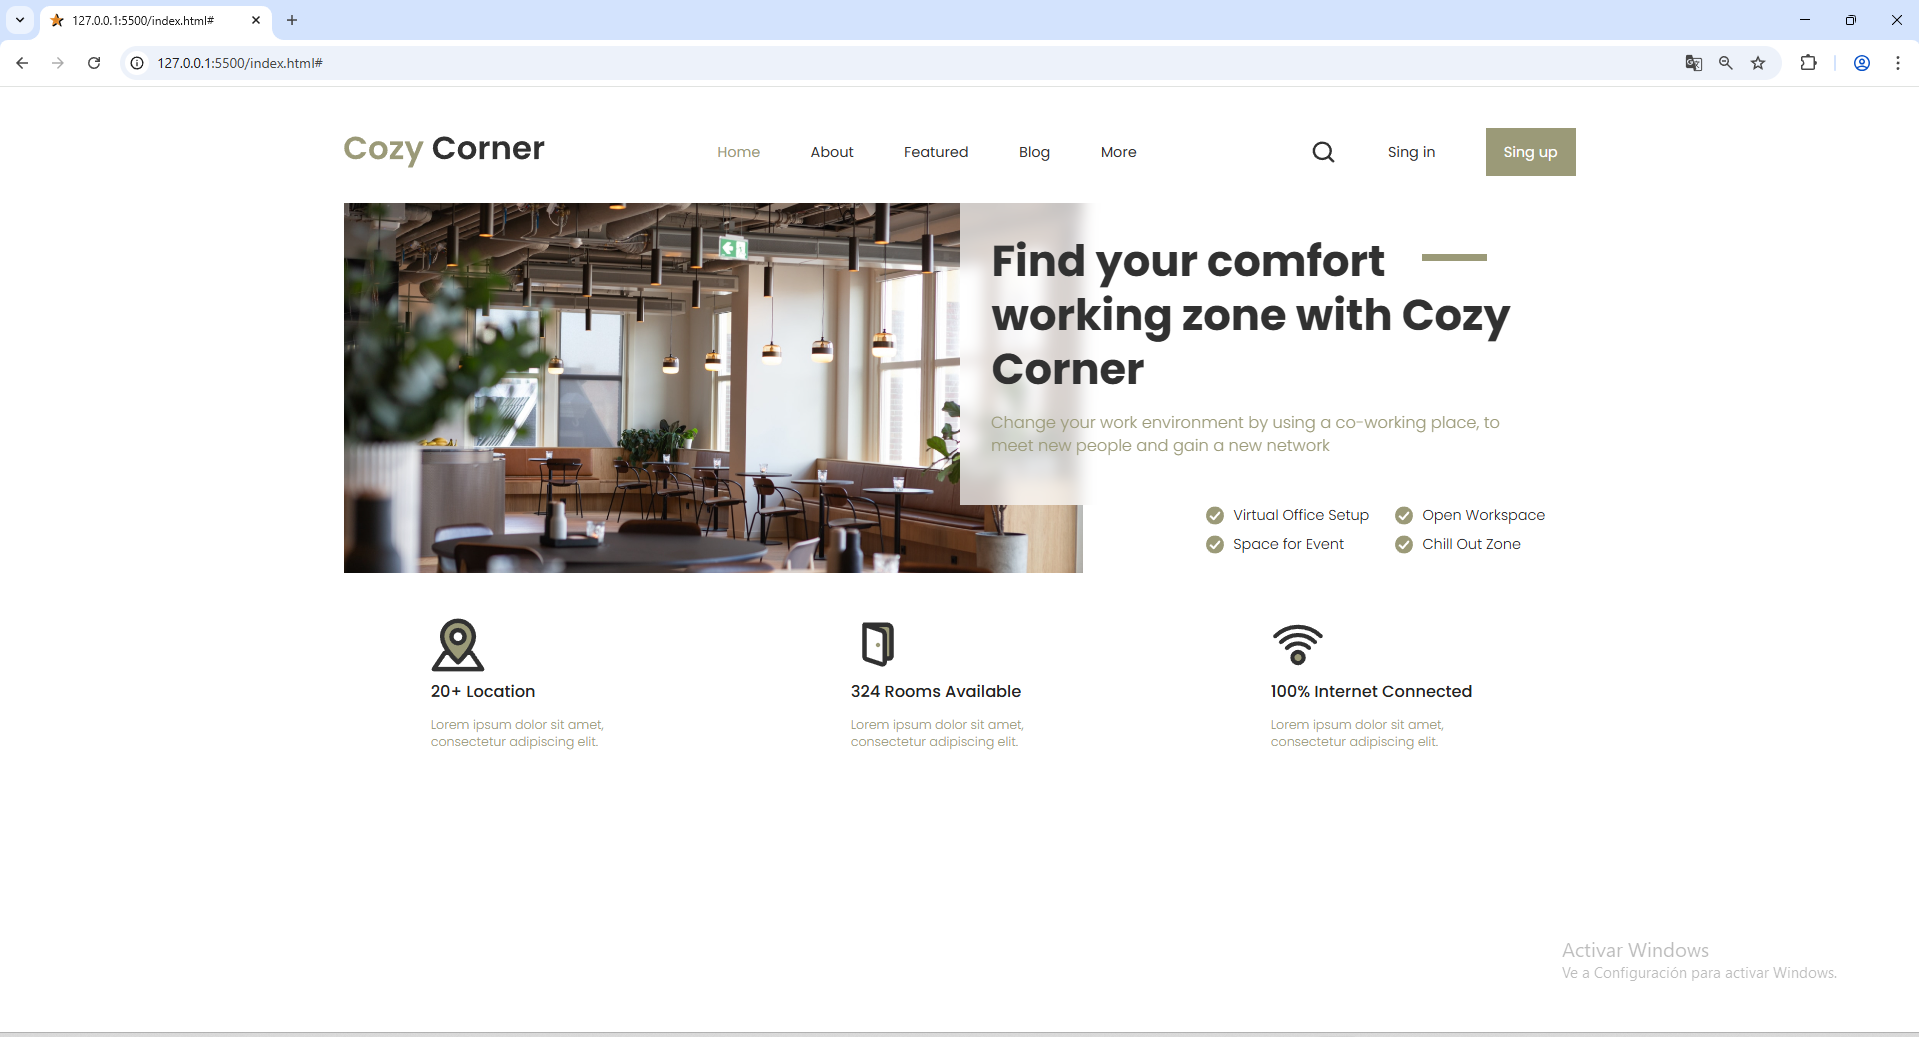 127.0.0.1:5500/index.html#
127.0.0.1:5500/index.html#
Cozy Corner
Home
About
Featured
Blog
More
Sing in
Sing up
Find your comfort
working zone with Cozy
Corner
Change your work environment by using a co-working place, to
meet new people and gain a new network
Virtual Office Setup
Open Workspace
Space for Event
Chill Out Zone
20+ Location
Lorem ipsum dolor sit amet,
consectetur adipiscing elit.
324 Rooms Available
Lorem ipsum dolor sit amet,
consectetur adipiscing elit.
100% Internet Connected
Lorem ipsum dolor sit amet,
consectetur adipiscing elit.
Activar Windows
Ve a Configuración para activar Windows.